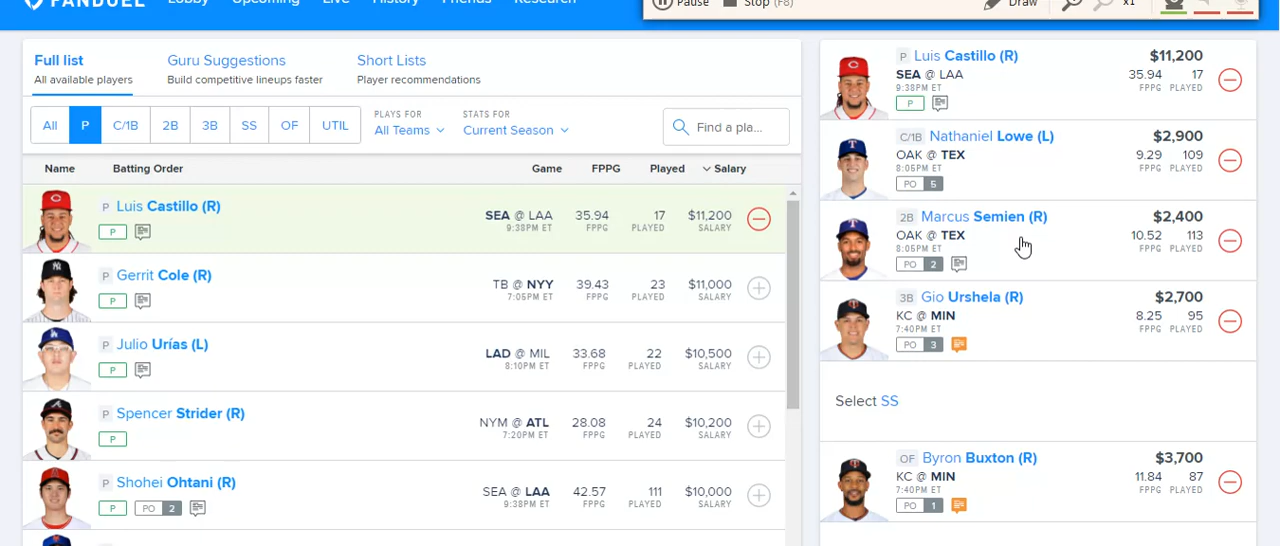 FANDUEL Lobby Upcoming Live History Friends Research
Pause Stop (F8) Draw x1
Full list Guru Suggestions Short Lists
All available players Build competitive lineups faster Player recommendations
All P C/1B 2B 3B SS OF UTIL
PLAYS FOR STATS FOR
All Teams Current Season Find a pla...
Name Batting Order Game FPPG Played Salary
P Luis Castillo (R)
P
SEA @ LAA 35.94 17 $11,200
9:38PM ET FPPG PLAYED SALARY
P Gerrit Cole (R)
P
TB @ NYY 39.43 23 $11,000
7:05PM ET FPPG PLAYED SALARY
P Julio Urías (L)
P
LAD @ MIL 33.68 22 $10,500
8:10PM ET FPPG PLAYED SALARY
P Spencer Strider (R)
P
NYM @ ATL 28.08 24 $10,200
7:20PM ET FPPG PLAYED SALARY
P Shohei Ohtani (R)
P PO 2
SEA @ LAA 42.57 111 $10,000
9:38PM ET FPPG PLAYED SALARY
P Luis Castillo (R) $11,200
SEA @ LAA 35.94 17
9:38PM ET FPPG PLAYED
P
C/1B Nathaniel Lowe (L) $2,900
OAK @ TEX 9.29 109
8:05PM ET FPPG PLAYED
PO 5
2B Marcus Semien (R) $2,400
OAK @ TEX 10.52 113
8:05PM ET FPPG PLAYED
PO 2
3B Gio Urshela (R) $2,700
KC @ MIN 8.25 95
7:40PM ET FPPG PLAYED
PO 3
Select SS
OF Byron Buxton (R) $3,700
KC @ MIN 11.84 87
7:40PM ET FPPG PLAYED
PO 1